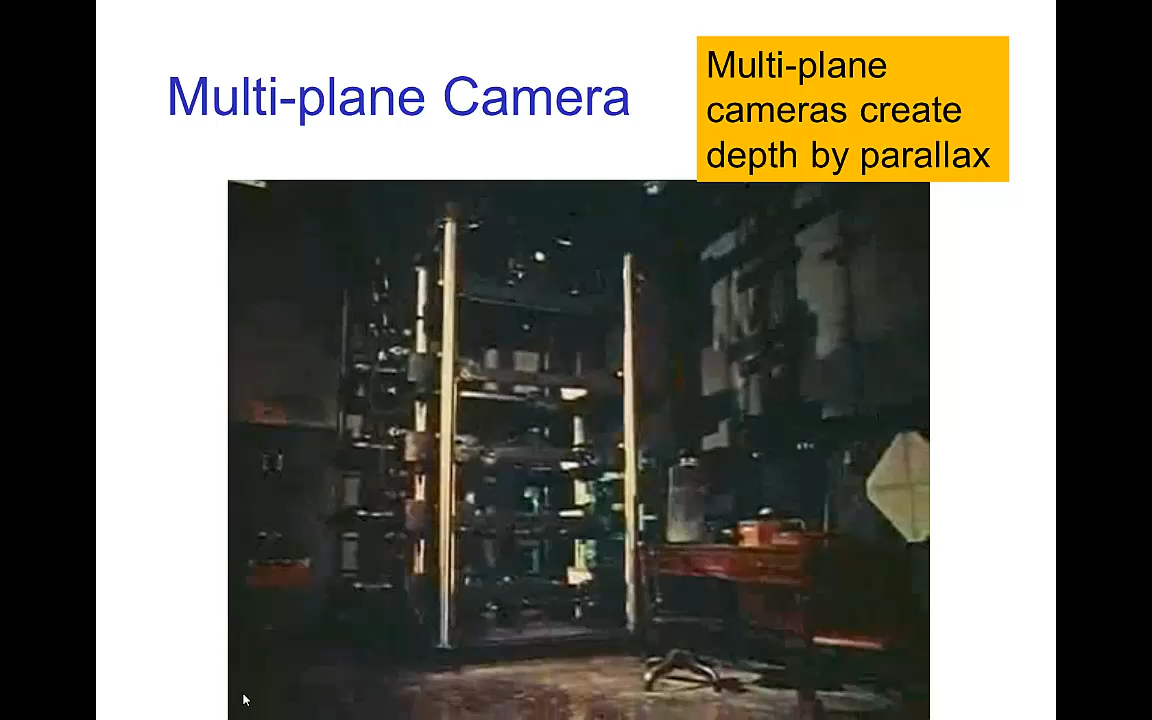 Multi-plane Camera
Multi-plane
cameras create
depth by parallax